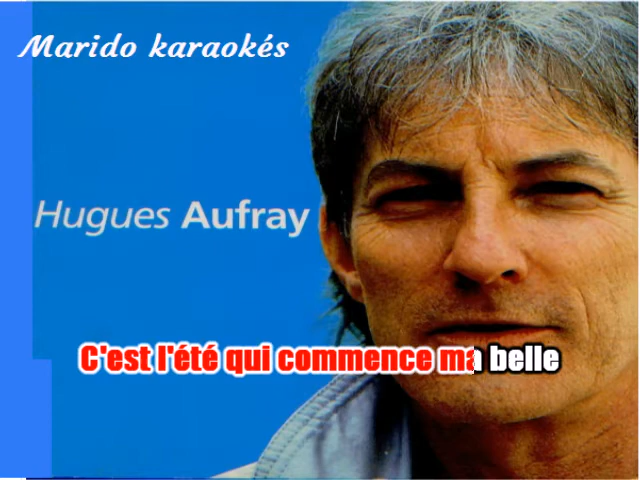 Marido karaokés
Hugues Aufray
C'est l'été qui commence ma belle